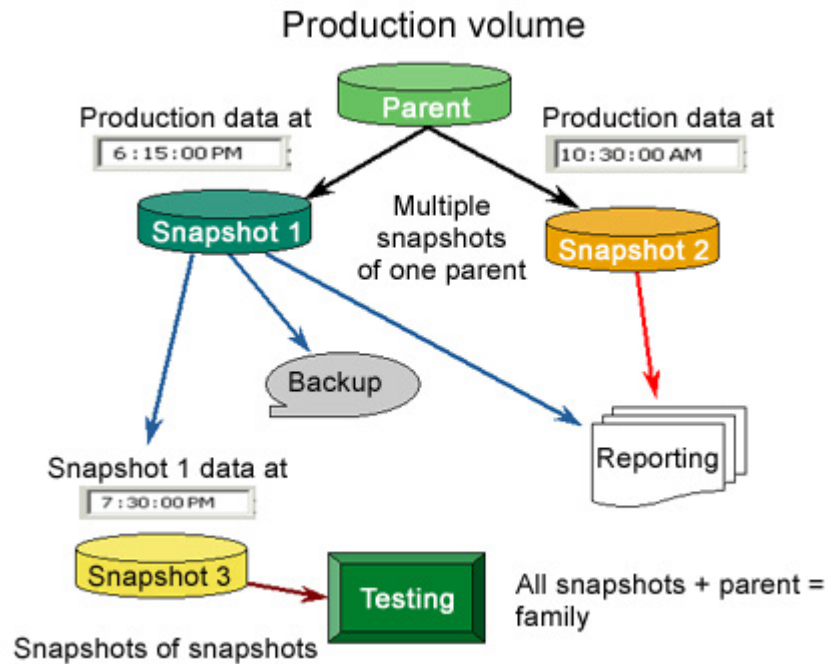 Production volume
Parent
Production data at
6:15:00 PM
Production data at
10:30:00 AM
Snapshot 1
Multiple
snapshots
of one parent
Snapshot 2
Backup
Reporting
Snapshot 1 data at
7:30:00 PM
Snapshot 3
Testing
All snapshots + parent =
family
Snapshots of snapshots